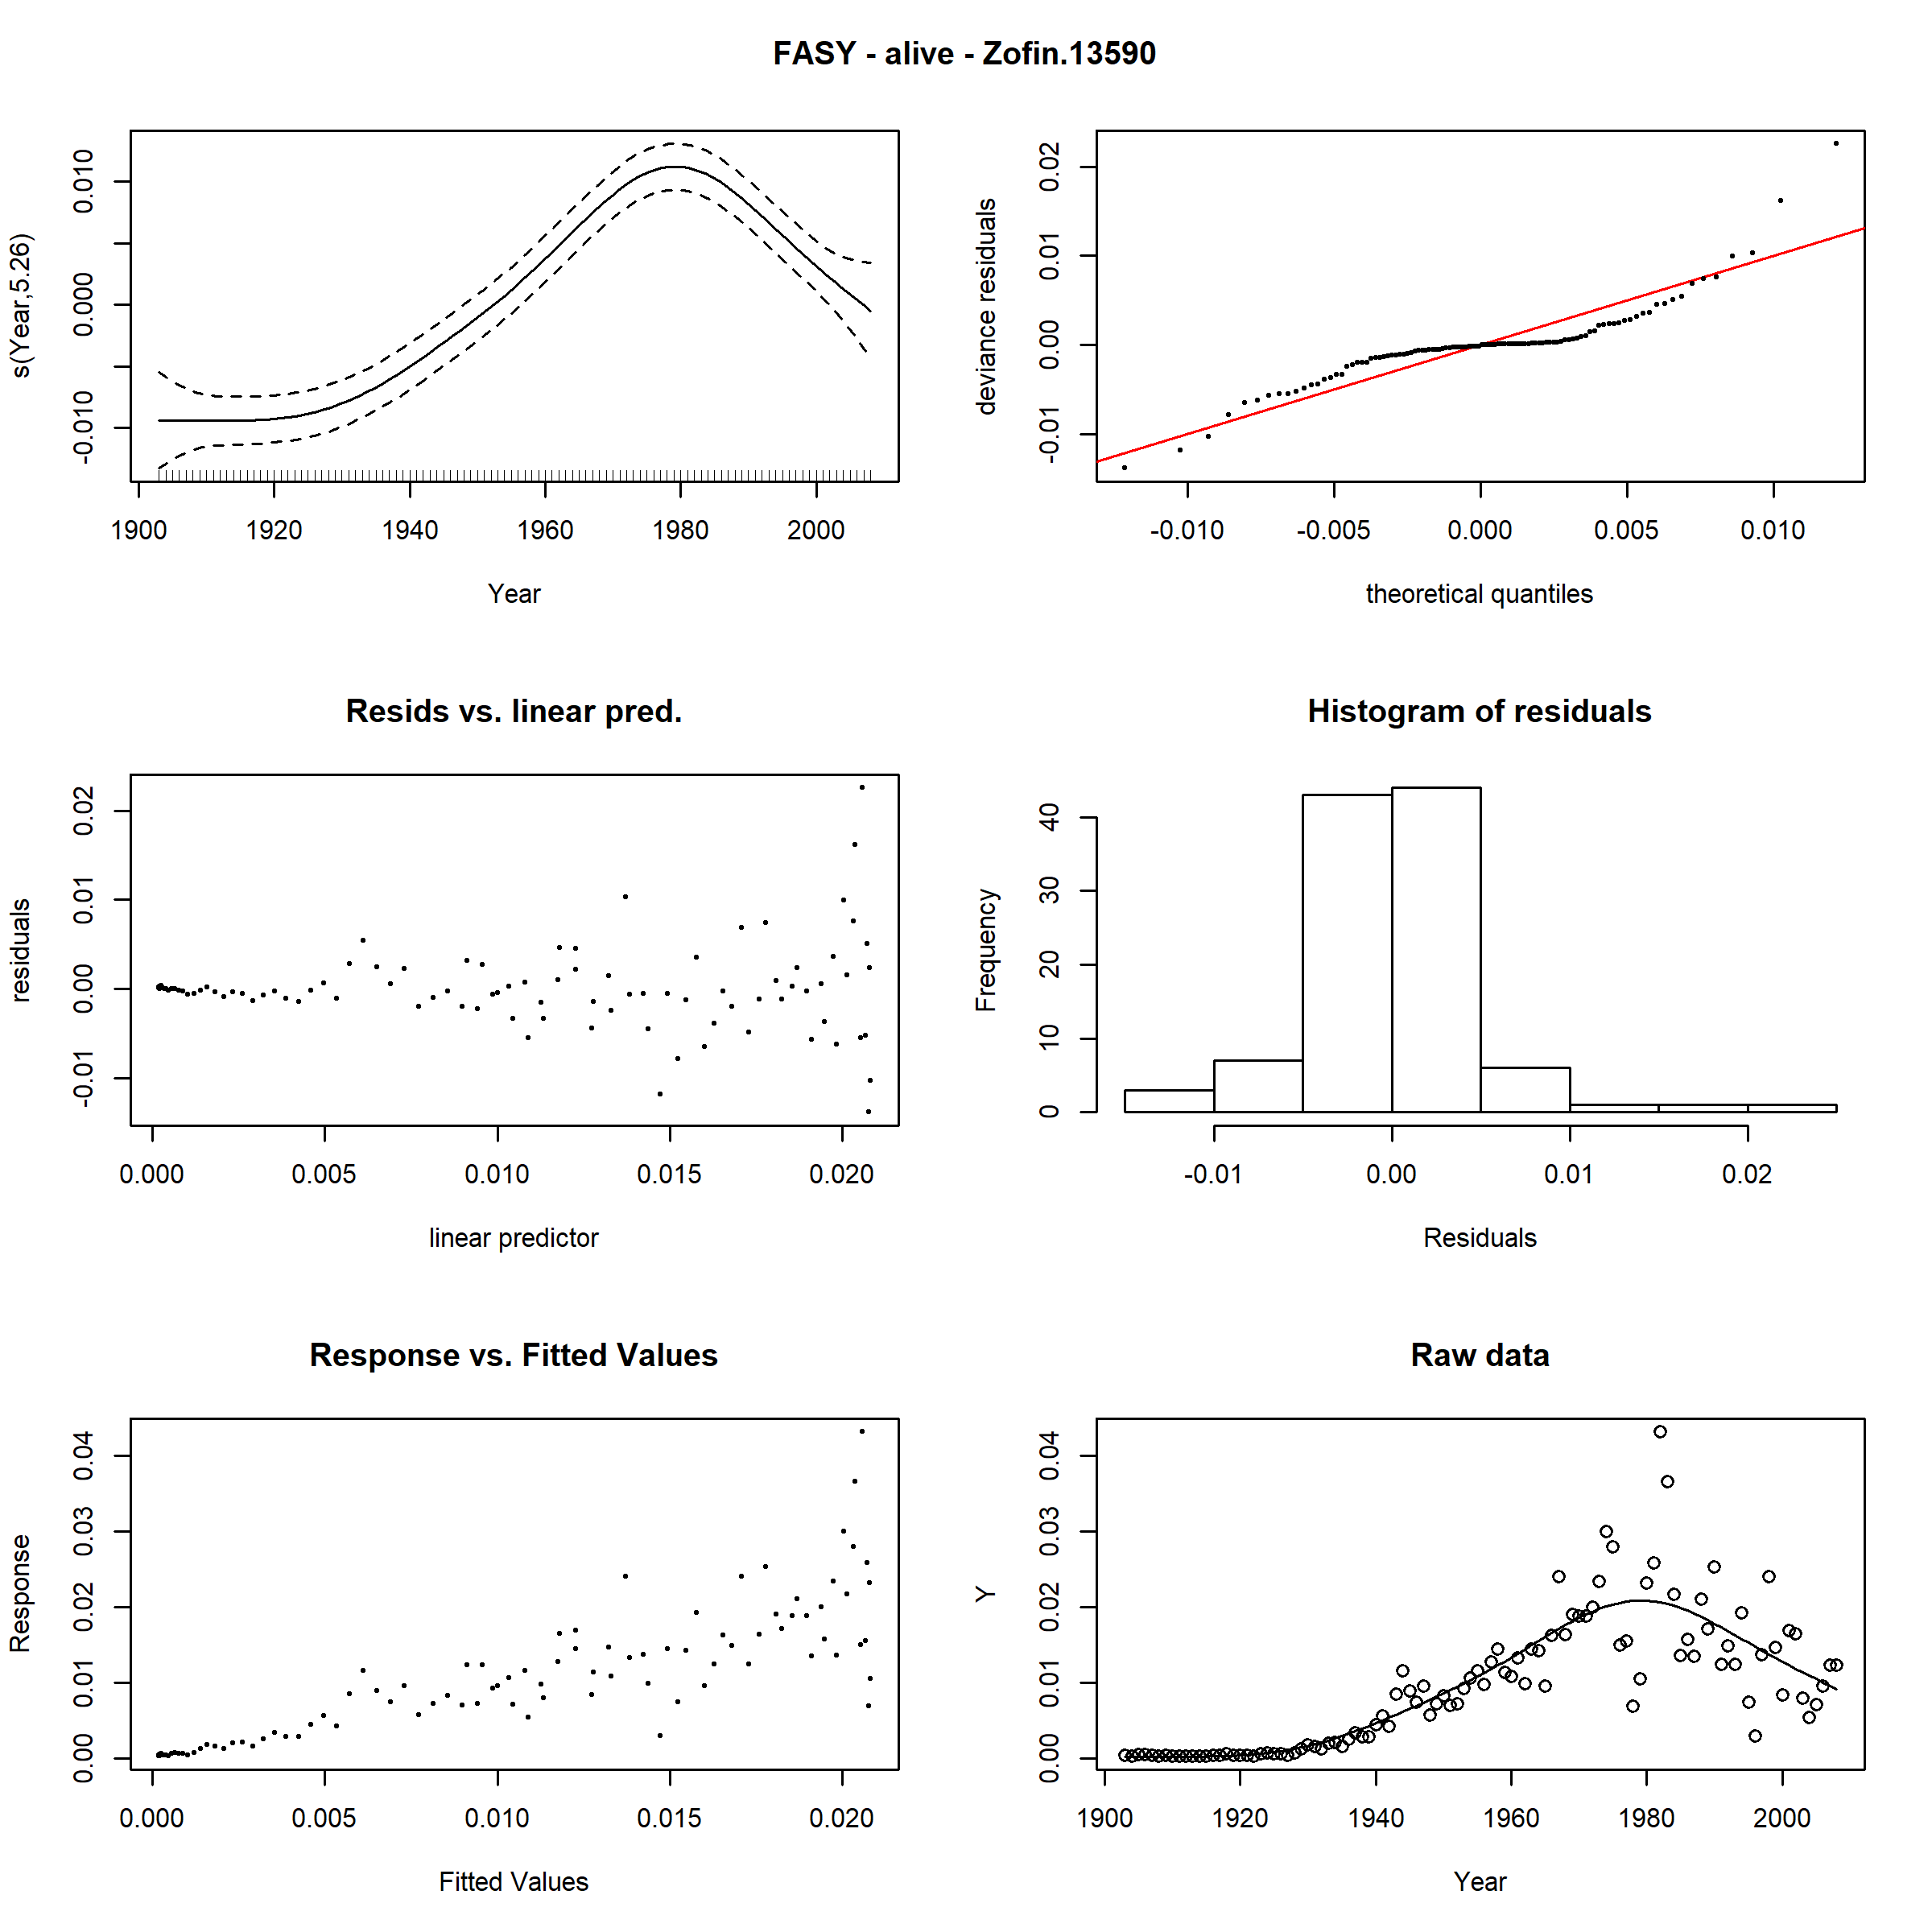 FASY - alive - Zofin.13590
s(Year,5.26)
0.010
0.000
-0.010
1900 1920 1940 1960 1980 2000
Year
deviance residuals
0.02
0.01
0.00
-0.01
-0.010 -0.005 0.000 0.005 0.010
theoretical quantiles
Resids vs. linear pred.
residuals
0.02
0.01
0.00
-0.01
0.000 0.005 0.010 0.015 0.020
linear predictor
Histogram of residuals
Frequency
40
30
20
10
0
-0.01 0.00 0.01 0.02
Residuals
Response vs. Fitted Values
Response
0.04
0.03
0.02
0.01
0.00
0.000 0.005 0.010 0.015 0.020
Fitted Values
Raw data
Y
0.04
0.03
0.02
0.01
0.00
1900 1920 1940 1960 1980 2000
Year